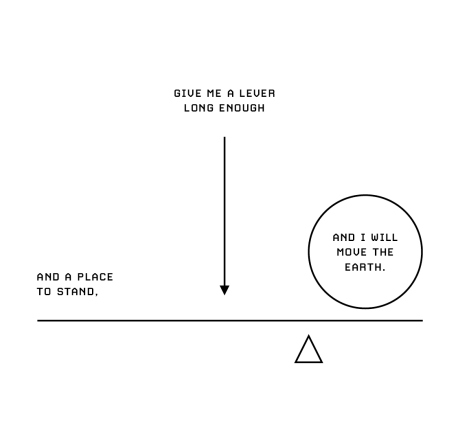 GIVE ME A LEVER
LONG ENOUGH
AND A PLACE
TO STAND,
AND I WILL
MOVE THE
EARTH.